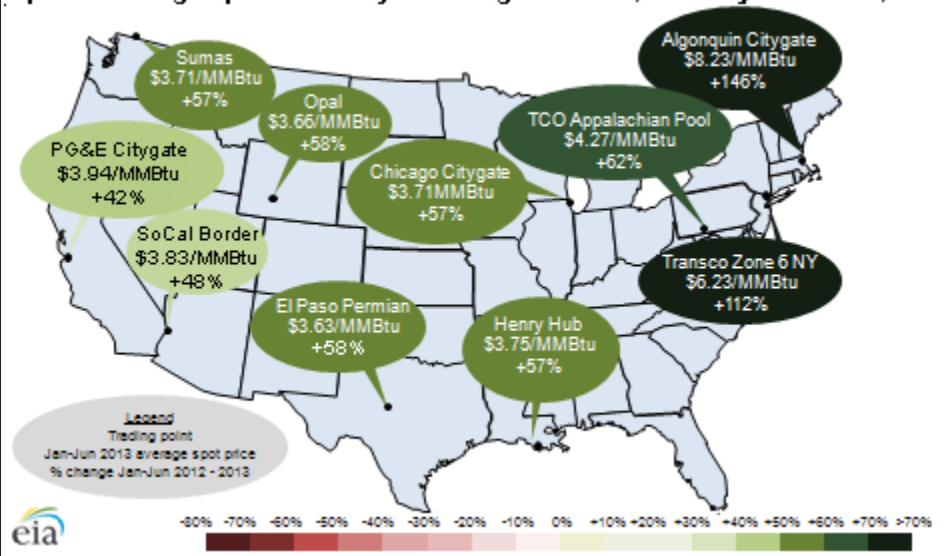 Algonquin Citygate
$8.23/MMBtu
+146%
Sumas
$3.71/MMBtu
+57%
Opal
$3.66/MMBtu
+58%
TCO Appalachian Pool
$4.27/MMBtu
+62%
PG&E Citygate
$3.94/MMBtu
+42%
Chicago Citygate
$3.71MMBtu
+57%
SoCal Border
$3.83/MMBtu
+48%
Transco Zone 6 NY
$6.23/MMBtu
+112%
El Paso Permian
$3.63/MMBtu
+58%
Henry Hub
$3.75/MMBtu
+57%
Legend
Trading point
Jan-Jun 2013 average spot price
% change Jan-Jun 2012 - 2013
eia
-80% -70% -60% -50% -40% -30% -20% -10% 0% +10% +20% +30% +40% +50% +60% +70% >70%